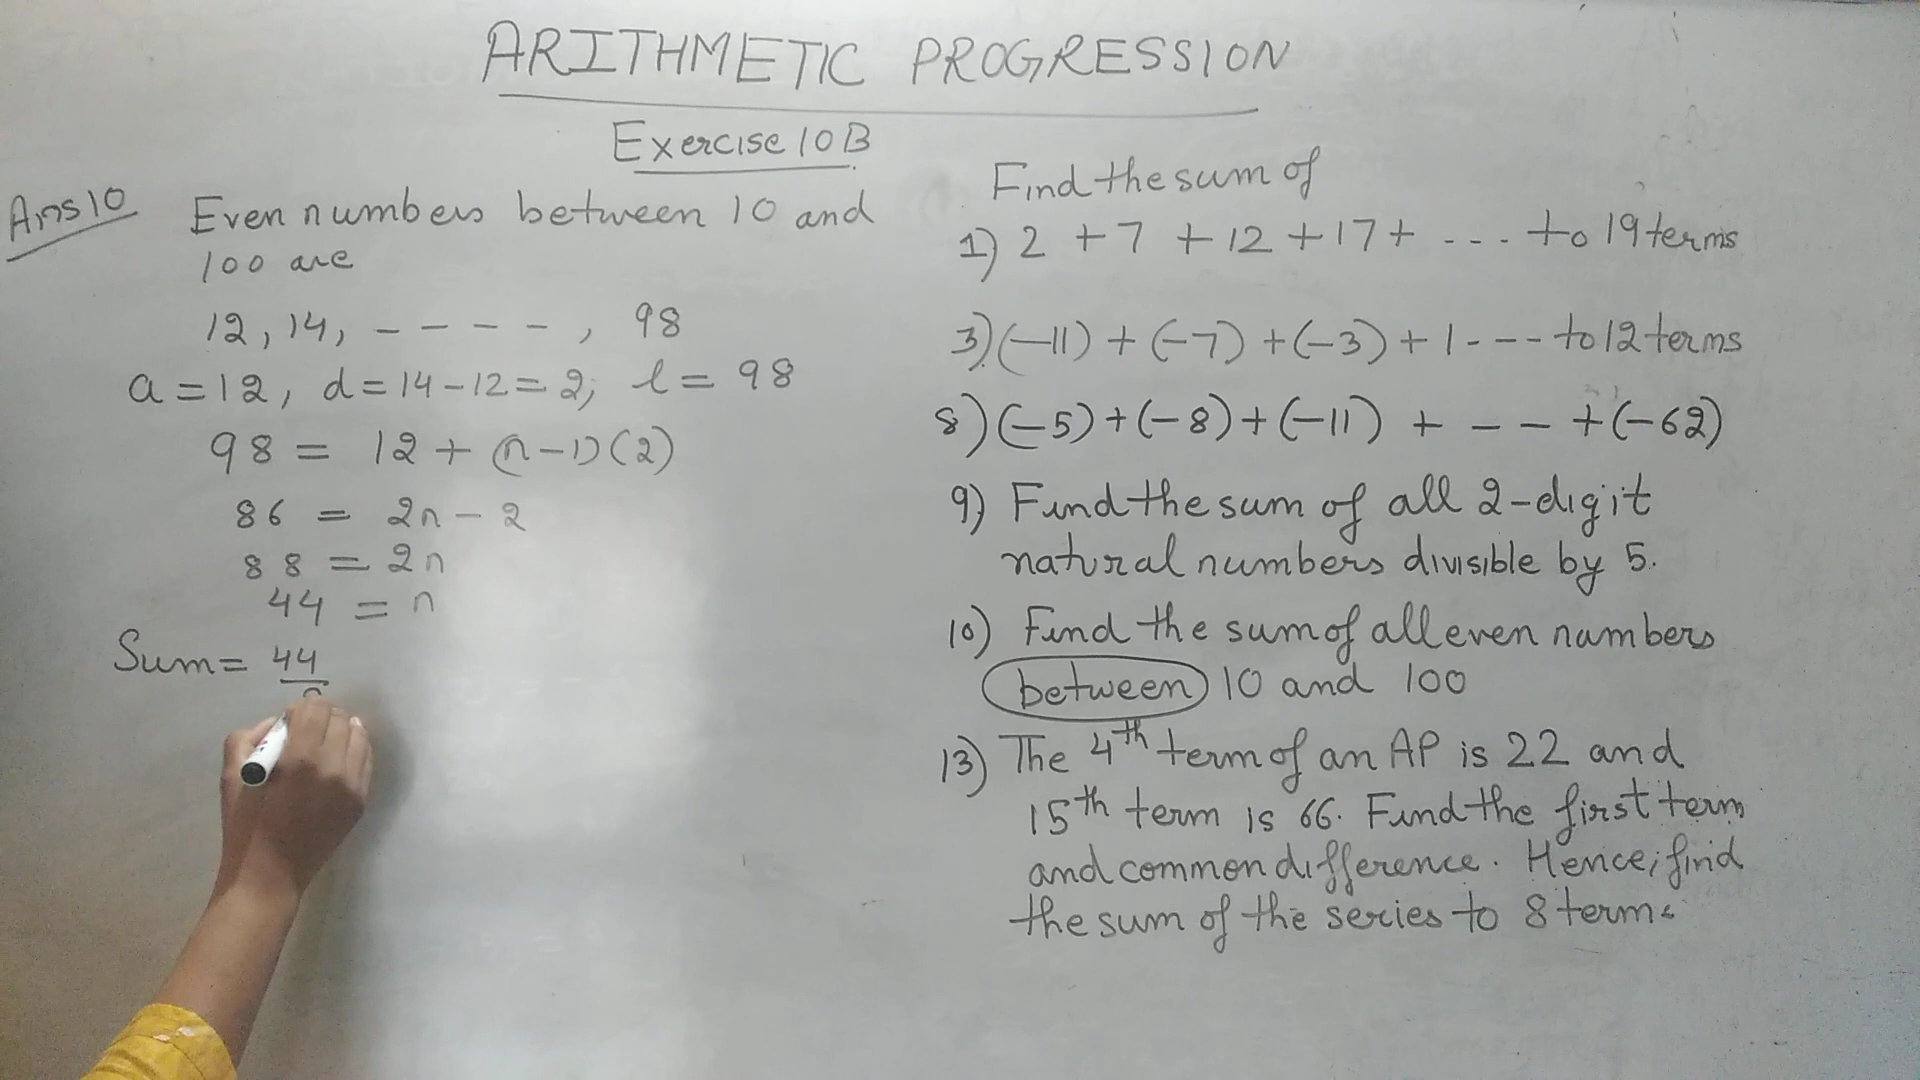 ARITHMETIC PROGRESSION
Exercise 10B
Ans 10 Even numbers between 10 and
100 are
12, 14, - - - - , 98
a = 12, d = 14 - 12 = 2, l = 98
98 = 12 + (n-1)(2)
86 = 2n - 2
88 = 2n
44 = n
Sum = 44/2
Find the sum of
1) 2 + 7 + 12 + 17 + - - - . to 19 terms
3) (-11) + (-7) + (-3) + 1 - - - - to 12 terms
8) (-5) + (-8) + (-11) + - - - + (-62)
9) Find the sum of all 2-digit
natural numbers divisible by 5.
10) Find the sum of all even numbers
between 10 and 100
13) The 4th term of an AP is 22 and
15th term is 66. Find the first term
and common difference. Hence, find
the sum of the series to 8 terms